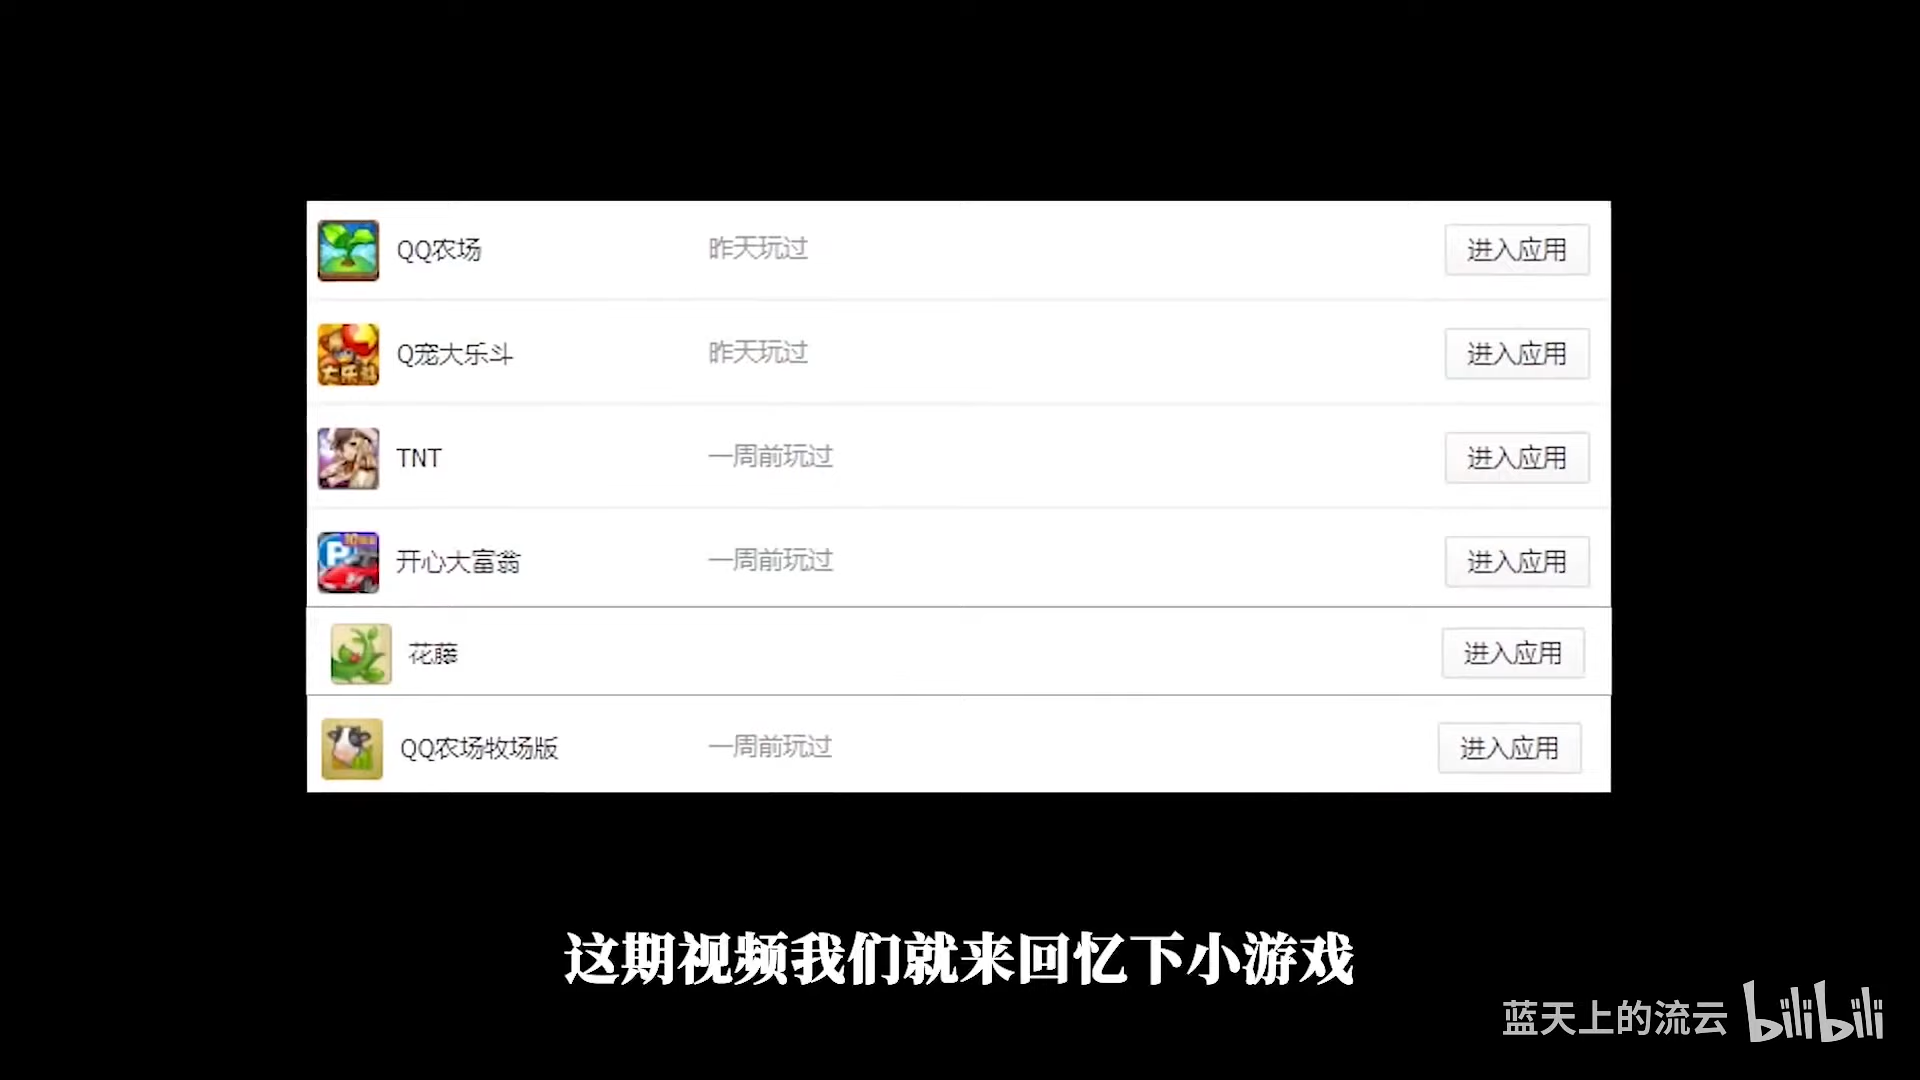 QQ农场 昨天玩过 进入应用
大乐斗
Q宠大乐斗 昨天玩过 进入应用
TNT 一周前玩过 进入应用
P
开心大富翁 一周前玩过 进入应用
花藤 进入应用
QQ农场牧场版 一周前玩过 进入应用
这期视频我们就来回忆下小游戏
蓝天上的流云 bilibili